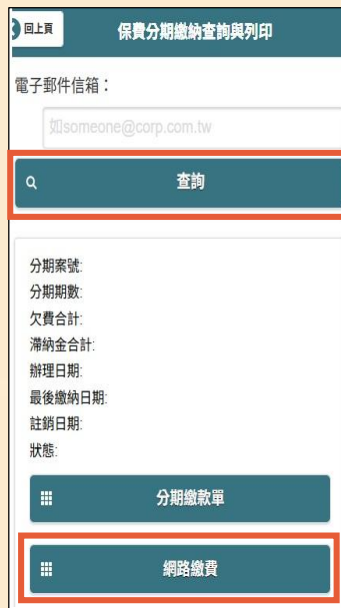 回上頁
保費分期繳納查詢與列印
電子郵件信箱：
如someone@corp.com.tw
查詢
分期案號:
分期期數:
欠費合計:
滯納金合計:
辦理日期:
最後繳納日期:
註銷日期:
狀態:
分期繳款單
網路繳費